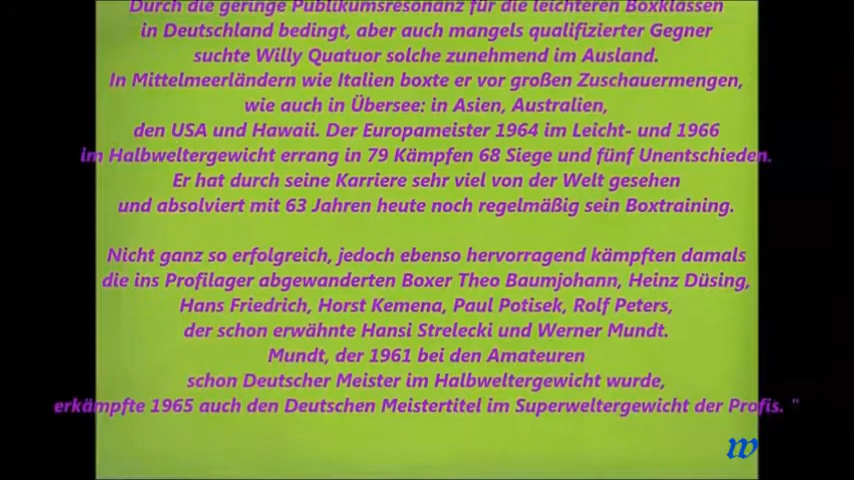 Durch die geringe Publikumsresonanz für die leichteren Boxklassen
in Deutschland bedingt, aber auch mangels qualifizierter Gegner
suchte Willy Quatuor solche zunehmend im Ausland.
In Mittelmeerländern wie Italien boxte er vor großen Zuschauermengen,
wie auch in Übersee: in Asien, Australien,
den USA und Hawaii. Der Europameister 1964 im Leicht- und 1966
im Halbweltergewicht errang in 79 Kämpfen 68 Siege und fünf Unentschieden.
Er hat durch seine Karriere sehr viel von der Welt gesehen
und absolviert mit 63 Jahren heute noch regelmäßig sein Boxtraining.
Nicht ganz so erfolgreich, jedoch ebenso hervorragend kämpften damals
die ins Profilager abgewanderten Boxer Theo Baumjohann, Heinz Düsing,
Hans Friedrich, Horst Kemena, Paul Potisek, Rolf Peters,
der schon erwähnte Hansi Strelecki und Werner Mundt.
Mundt, der 1961 bei den Amateuren
schon Deutscher Meister im Halbweltergewicht wurde,
erkämpfte 1965 auch den Deutschen Meistertitel im Superweltergewicht der Profis. "
w